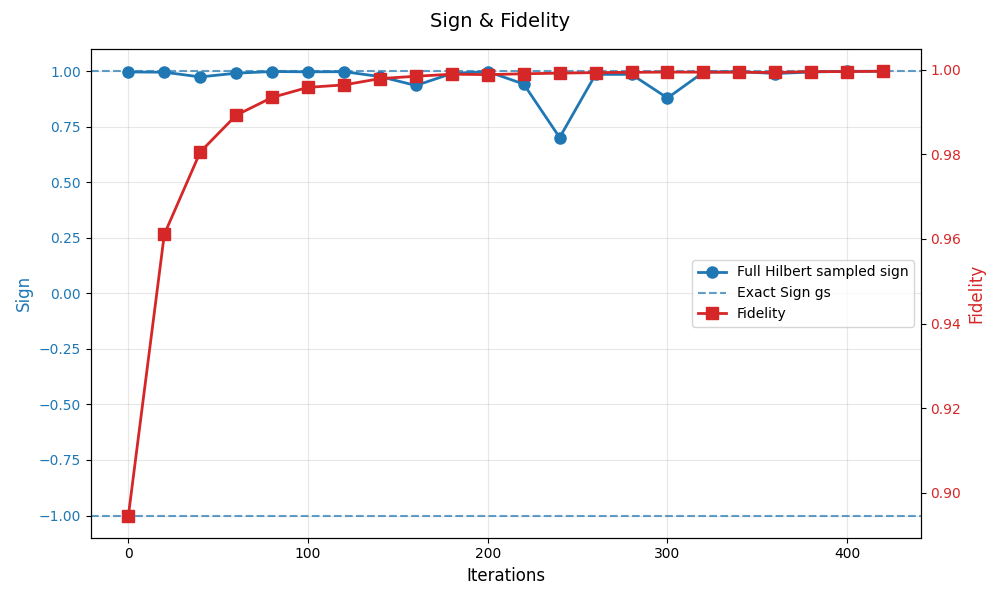 Sign & Fidelity
1.00
0.75
0.50
0.25
0.00
−0.25
−0.50
−0.75
−1.00
Sign
1.00
0.98
0.96
0.94
0.92
0.90
Fidelity
Full Hilbert sampled sign
Exact Sign gs
Fidelity
0
100
200
300
400
Iterations